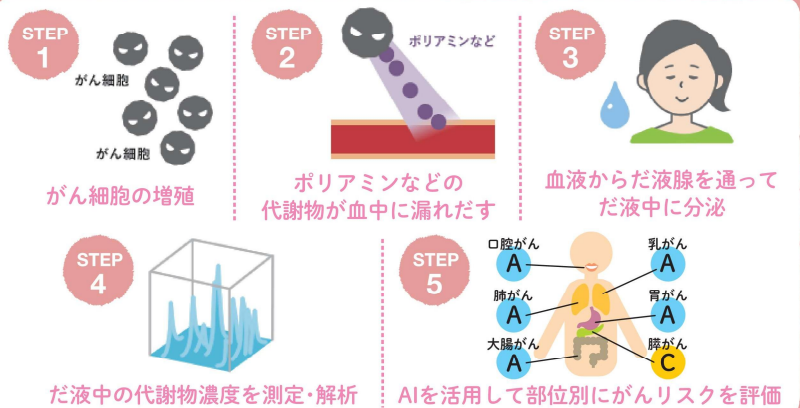 STEP
1
がん細胞
がん細胞
がん細胞の増殖
STEP
2
ポリアミンなど
ポリアミンなどの
代謝物が血中に漏れだす
STEP
3
血液からだ液腺を通って
だ液中に分泌
STEP
4
だ液中の代謝物濃度を測定・解析
STEP
5
口腔がん
A
乳がん
A
肺がん
A
胃がん
A
大腸がん
A
膵がん
C
AIを活用して部位別にがんリスクを評価